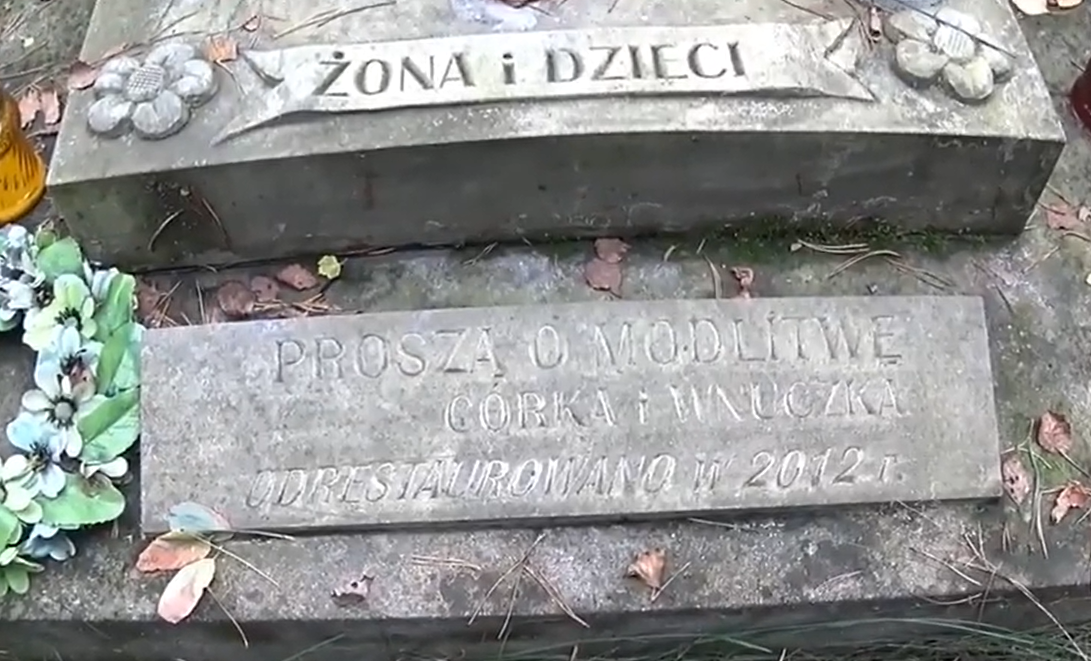 ŻONA i DZIECI
PROSZĄ O MODLITWĘ
CÓRKA i WNUCZKA
ODRESTAUROWANO W 2012 r.